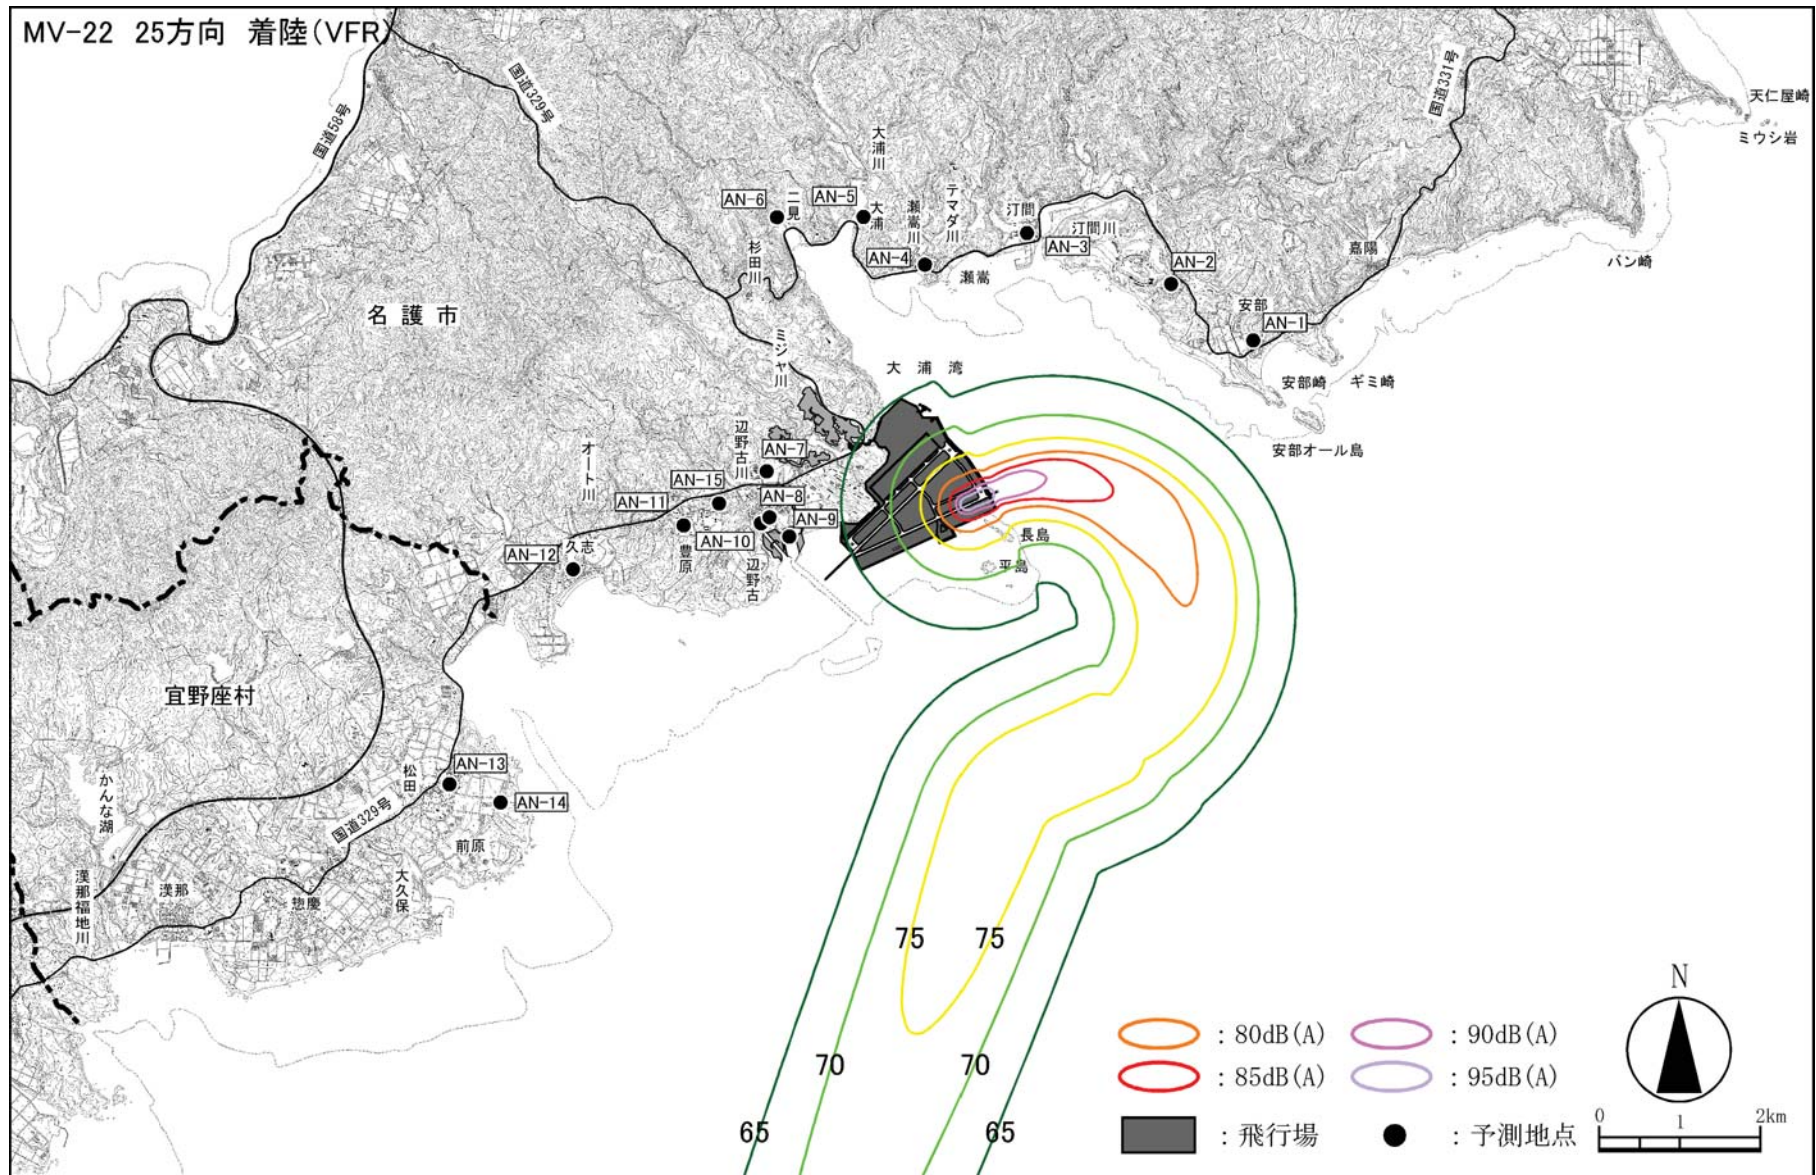 MV-22 25方向 着陸(VFR)
国道58号
国道329号
国道331号
天仁屋崎
ミウシ岩
バン崎
嘉陽
大浦川
AN-6
二見
AN-5
大浦
瀬嵩川
テマダ川
汀間
汀間川
AN-3
AN-4
瀬嵩
AN-2
安部
AN-1
杉田川
名護市
ミジャ川
大浦湾
安部崎
ギミ崎
安部オール島
辺野古川
AN-7
オート川
AN-15
AN-11
AN-8
AN-9
AN-10
AN-12
久志
豊原
辺野古
長島
平島
宜野座村
かんな湖
松田
AN-13
AN-14
国道329号
前原
漢那福地川
漢那
惣慶
大久保
75
75
70
70
65
65
:80dB(A)
:90dB(A)
:85dB(A)
:95dB(A)
:飛行場
:予測地点
N
0
1
2km